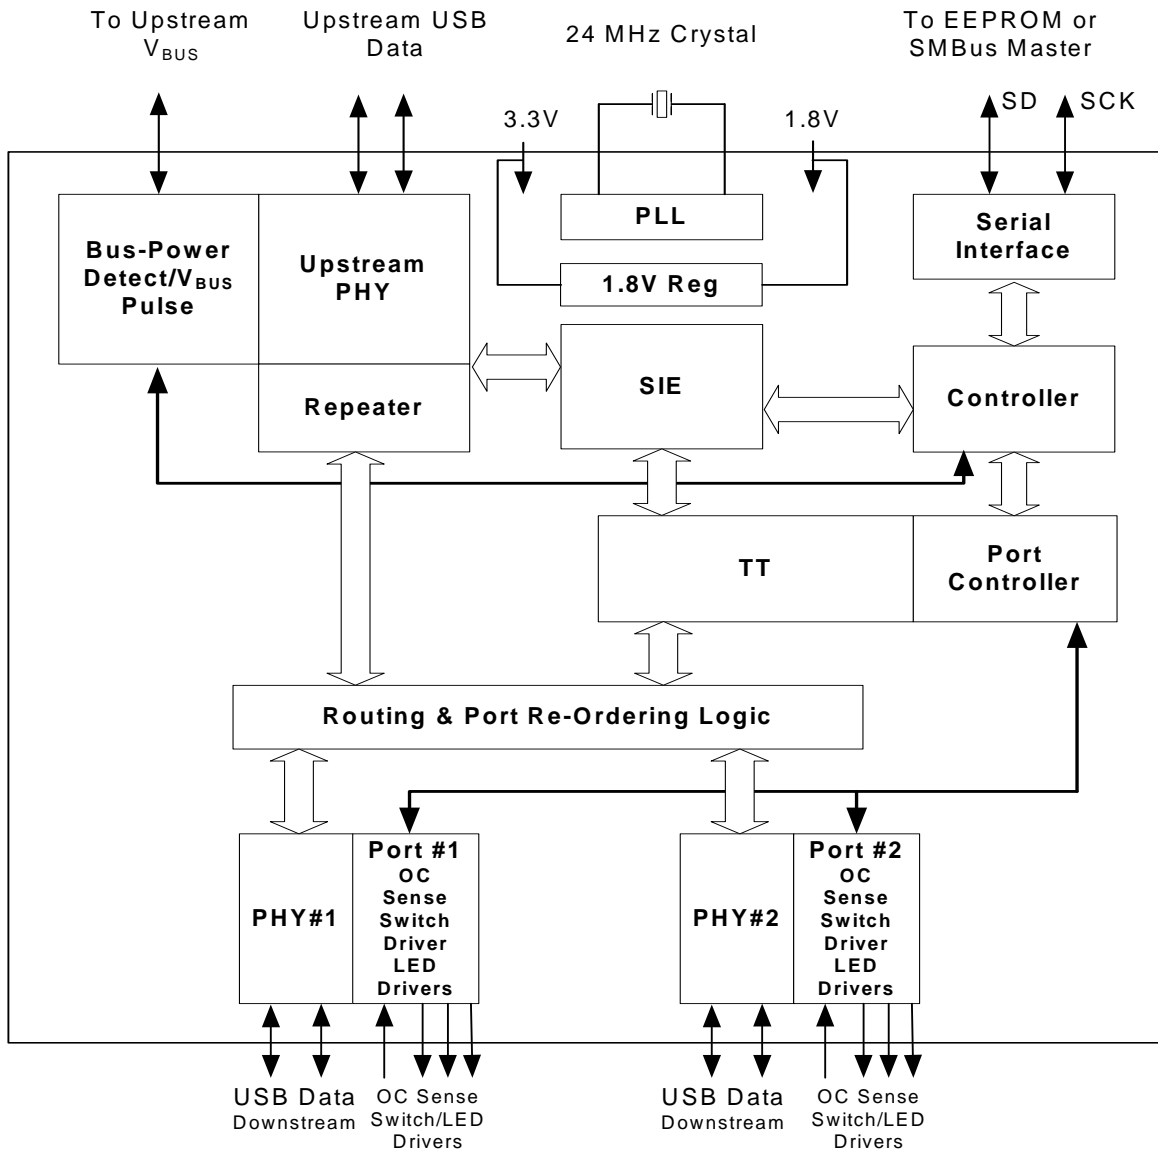 To Upstream
VBUS
Upstream USB
Data
24 MHz Crystal
To EEPROM or
SMBus Master
3.3V
1.8V
SD
SCK
Bus-Power
Detect/VBUS
Pulse
Upstream
PHY
PLL
1.8V Reg
Serial
Interface
Repeater
SIE
Controller
TT
Port
Controller
Routing & Port Re-Ordering Logic
PHY#1
Port #1
OC
Sense
Switch
Driver
LED
Drivers
PHY#2
Port #2
OC
Sense
Switch
Driver
LED
Drivers
USB Data
Downstream
OC Sense
Switch/LED
Drivers
USB Data
Downstream
OC Sense
Switch/LED
Drivers